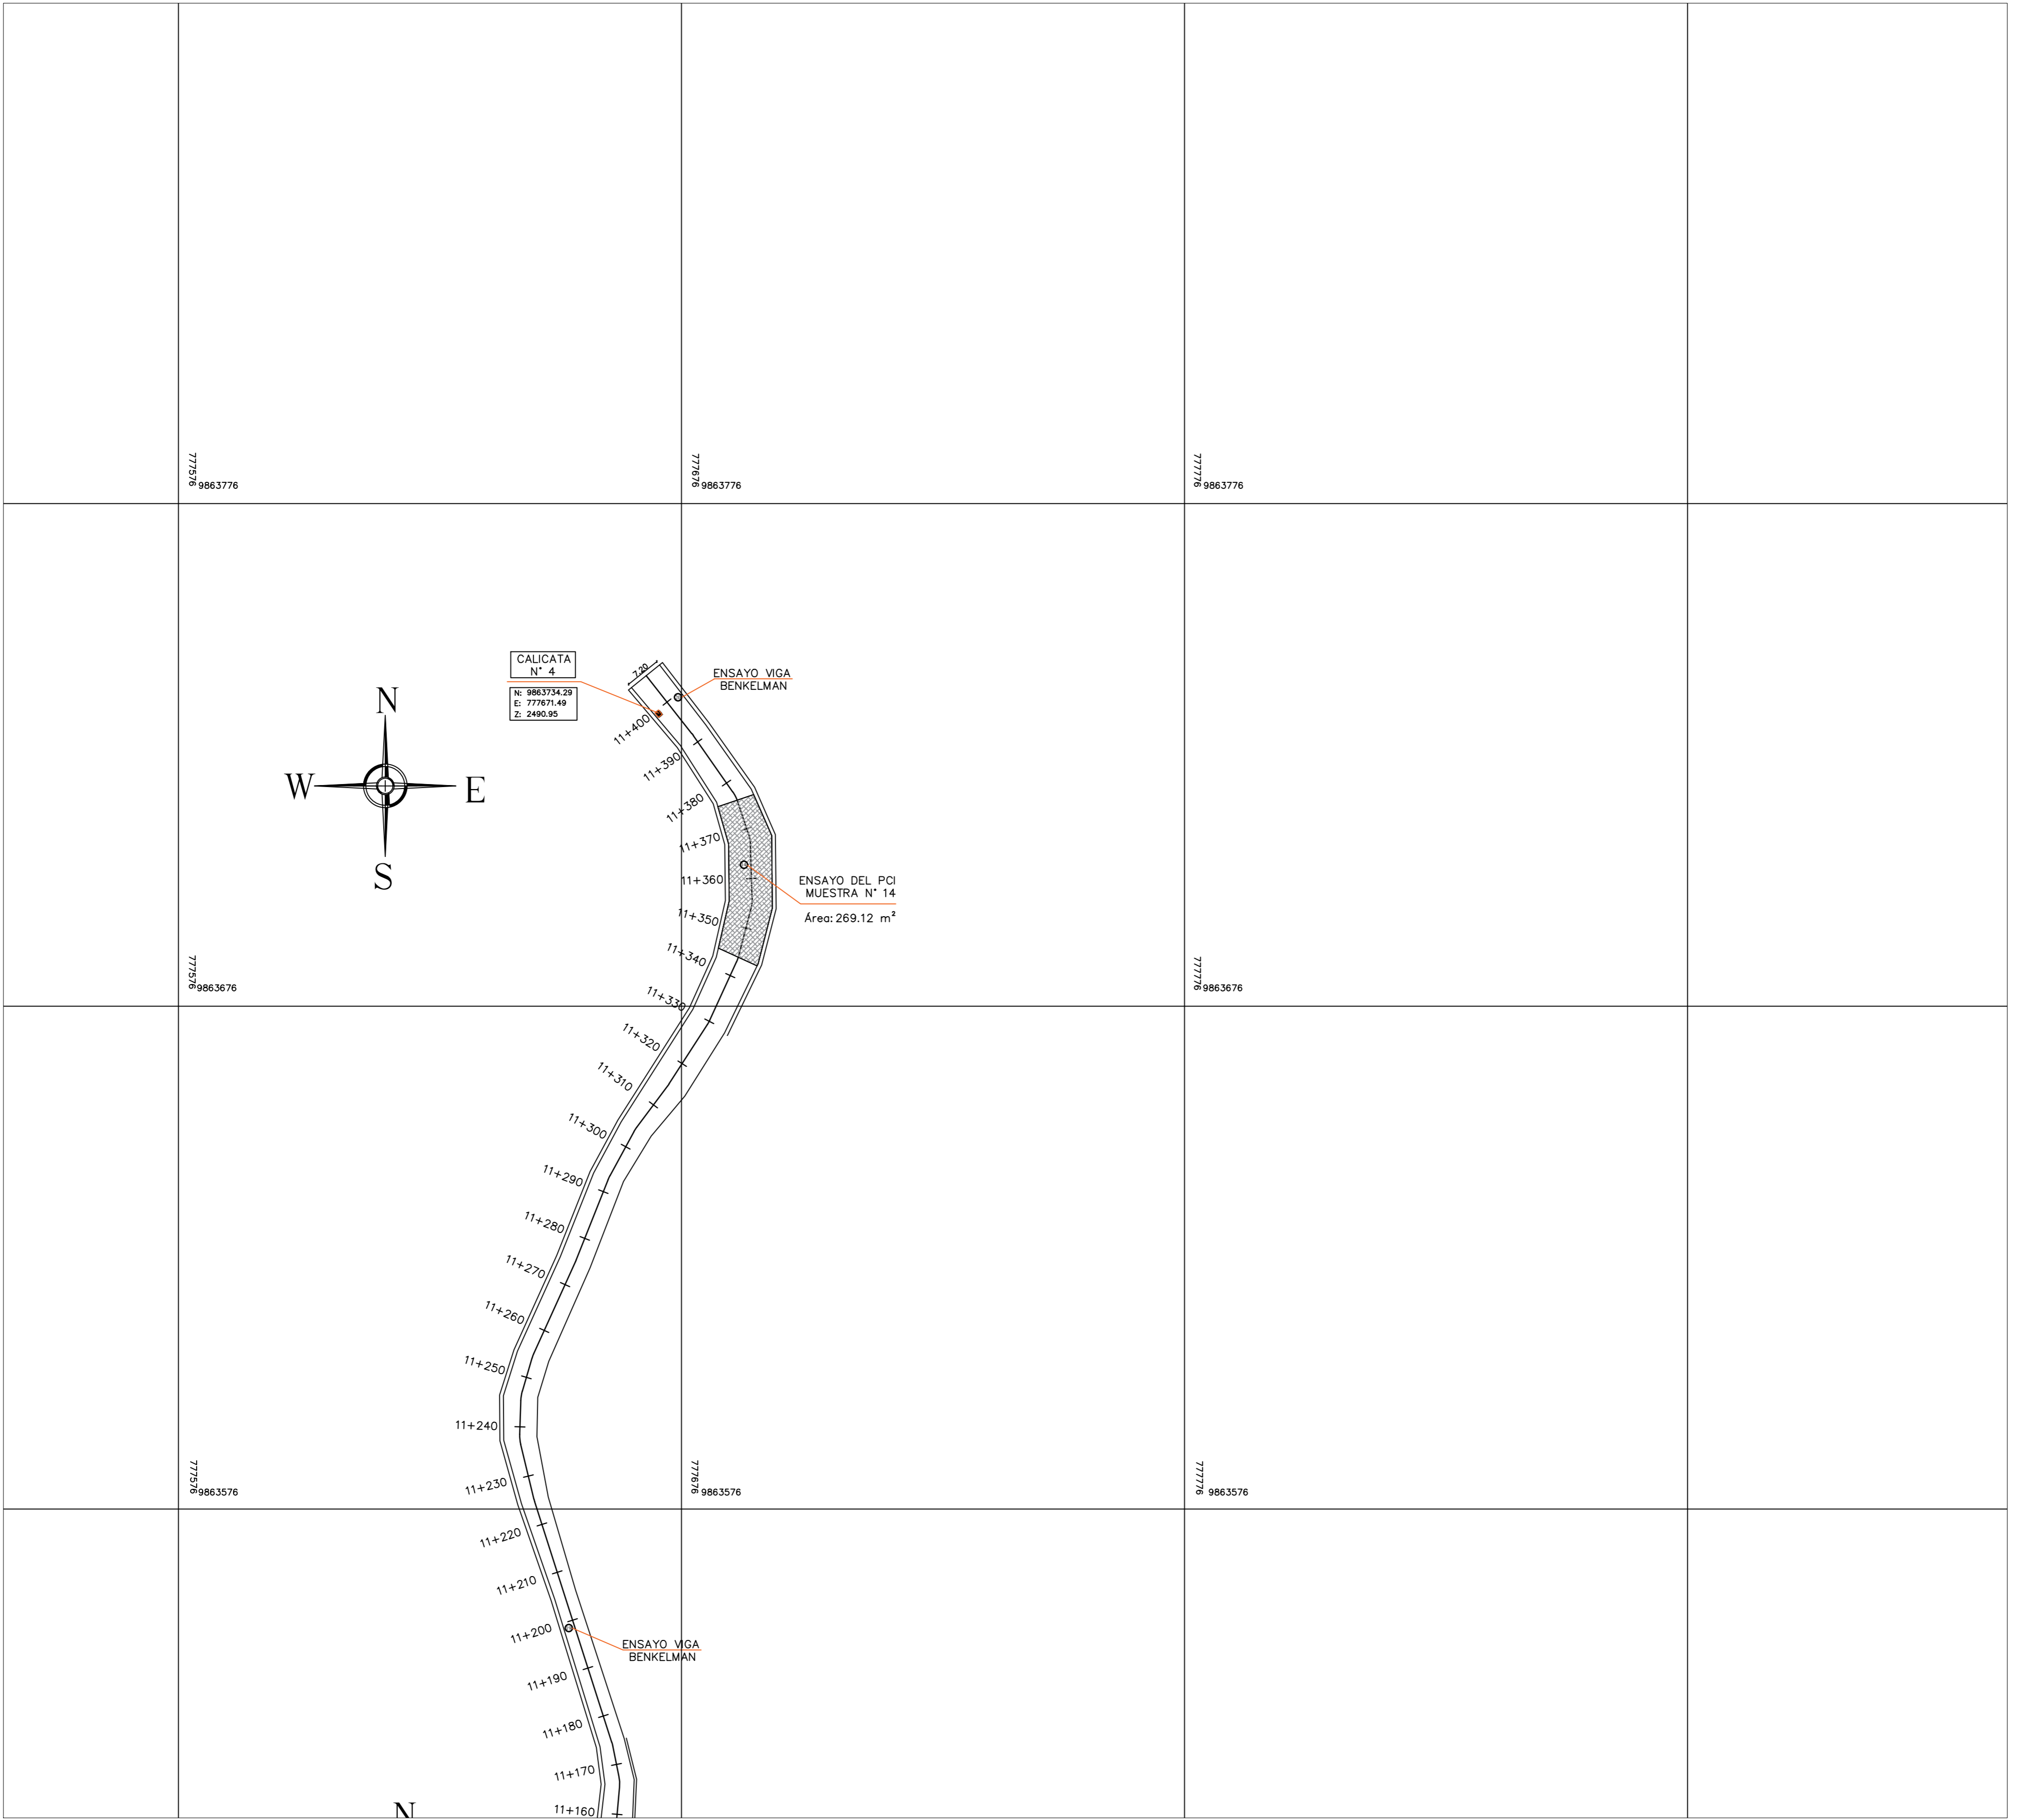 777576
9863776
777676
9863776
777776
9863776
CALICATA
N° 4
N: 9863734.29
E: 777671.49
Z: 2490.95
7.20
ENSAYO VIGA
BENKELMAN
N
W
E
S
11+400
11+390
11+380
11+370
11+360
11+350
11+340
ENSAYO DEL PCI
MUESTRA N° 14
Área: 269.12 m²
777576
9863676
777776
9863676
11+330
11+320
11+310
11+300
11+290
11+280
11+270
11+260
11+250
11+240
11+230
777576
9863576
777676
9863576
777776
9863576
11+220
11+210
11+200
ENSAYO VIGA
BENKELMAN
11+190
11+180
11+170
11+160
N